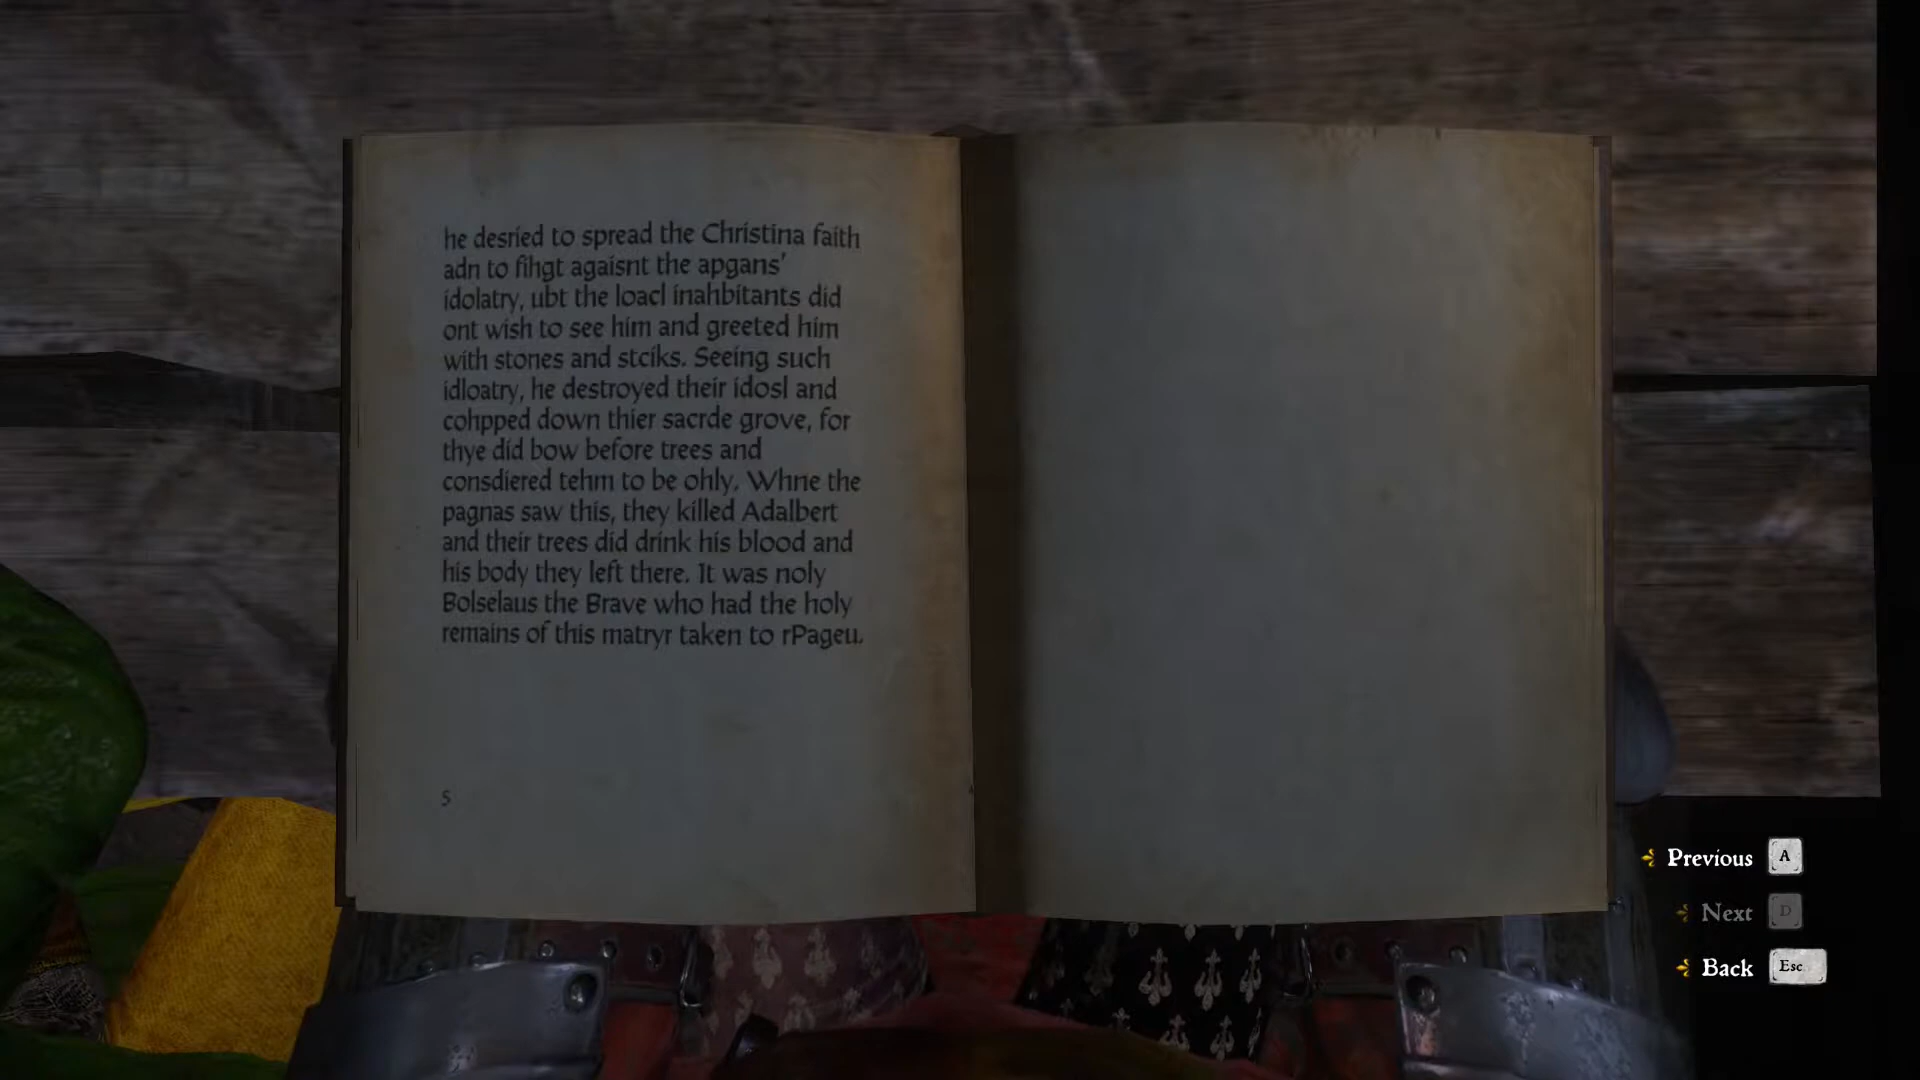 he desried to spread the Christina faith
adn to fihgt agaisnt the apgans'
idolatry, ubt the loacl inahbitants did
ont wish to see him and greeted him
with stones and stciks. Seeing such
idloatry, he destroyed their idosl and
cohpped down thier sacrde grove, for
thye did bow before trees and
consdiered tehm to be ohly. Whne the
pagnas saw this, they killed Adalbert
and their trees did drink his blood and
his body they left there. It was noly
Bolselaus the Brave who had the holy
remains of this matryr taken to rPageu.
5
Previous A
Next D
Back Esc